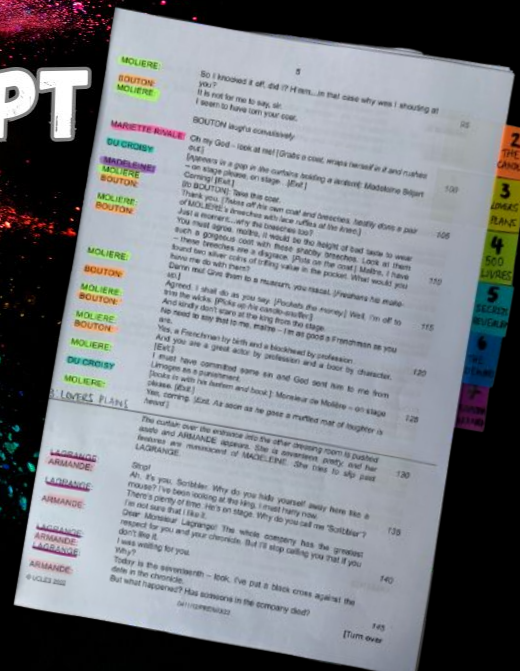 PT
5
MOLIERE: So I knocked it off, did I? H'mm...in that case why was I shouting at
you?
BOUTON: It is not for me to say, sir.
MOLIERE: I seem to have torn your coat.
95
BOUTON laughs
MARIETTE RIVALE: Oh my God – look at me! [Grabs a coat, wraps herself in it and rushes
out.]
DU CROISY [Appears in a gap in the curtains holding a lantern]: Madeleine Béjart
– on stage please, on stage. [Exit.] 100
MADELEINE: Coming! [Exit.]
MOLIERE [to BOUTON]: Take this coat.
BOUTON: Thank you. [Takes off his own coat and breeches, hastily dons a pair
of MOLIERE's breeches with lace ruffles at the knee.]
MOLIERE: Just a moment...why the breeches too? 105
BOUTON: You must agree, maître, it would be the height of bad taste to wear
such a gorgeous coat with those shabby breeches. Look at them
– these breeches are a disgrace. [Puts on the coat.] Maître, I have
found two silver coins of trifling value in the pocket. What would you
have me do with them? 110
MOLIERE: Damn me! Give them to a museum, you rascal. [Freshens his make-
up.]
BOUTON: Agreed. I shall do as you say. [Pockets the money.] Well, I'm off to
trim the wicks. [Picks up his candle-snuffer.]
MOLIERE: And kindly don't stare at the king from the stage. 115
BOUTON: No need to say that to me, maître – I'm as good a Frenchman as you
are.
MOLIERE: Yes, a Frenchman by birth and a blockhead by profession.
BOUTON: And you are a great actor by profession and a boor by character.
[Exit.] 120
MOLIERE: I must have committed some sin and God sent him to me from
Limoges as a punishment.
DU CROISY [looks in with his lantern and book]: Monsieur de Molière – on stage
please. [Exit.]
MOLIERE: Yes, coming. [Exit. As soon as he goes a muffled roar of laughter is 125
heard.]
LOVERS PLANS
The curtain over the entrance into the other dressing room is pushed
aside and ARMANDE appears. She is seventeen, pretty, and her
features are reminiscent of MADELEINE. She tries to slip past
LAGRANGE. 130
LAGRANGE Stop!
ARMANDE: Ah, it's you, Scribbler. Why do you hide yourself away here like a
mouse? I've been looking at the king. I must hurry now.
LAGRANGE: There's plenty of time. He's on stage. Why do you call me 'Scribbler'?
I'm not sure that I like it. 135
ARMANDE: Dear Monsieur Lagrange! The whole company has the greatest
respect for you and your chronicle. But I'll stop calling you that if you
don't like it.
LAGRANGE: I was waiting for you.
ARMANDE: Why? 140
LAGRANGE: Today is the seventeenth – look, I've put a black cross against the
date in the chronicle.
ARMANDE: But what happened? Has someone in the company died?
145
© UCLES 2022
[Turn over
2
THE
CANDL
3
LOVERS
PLANS
4
500
LIVRES
5
SECRETS
REVEALED
6
THE
7